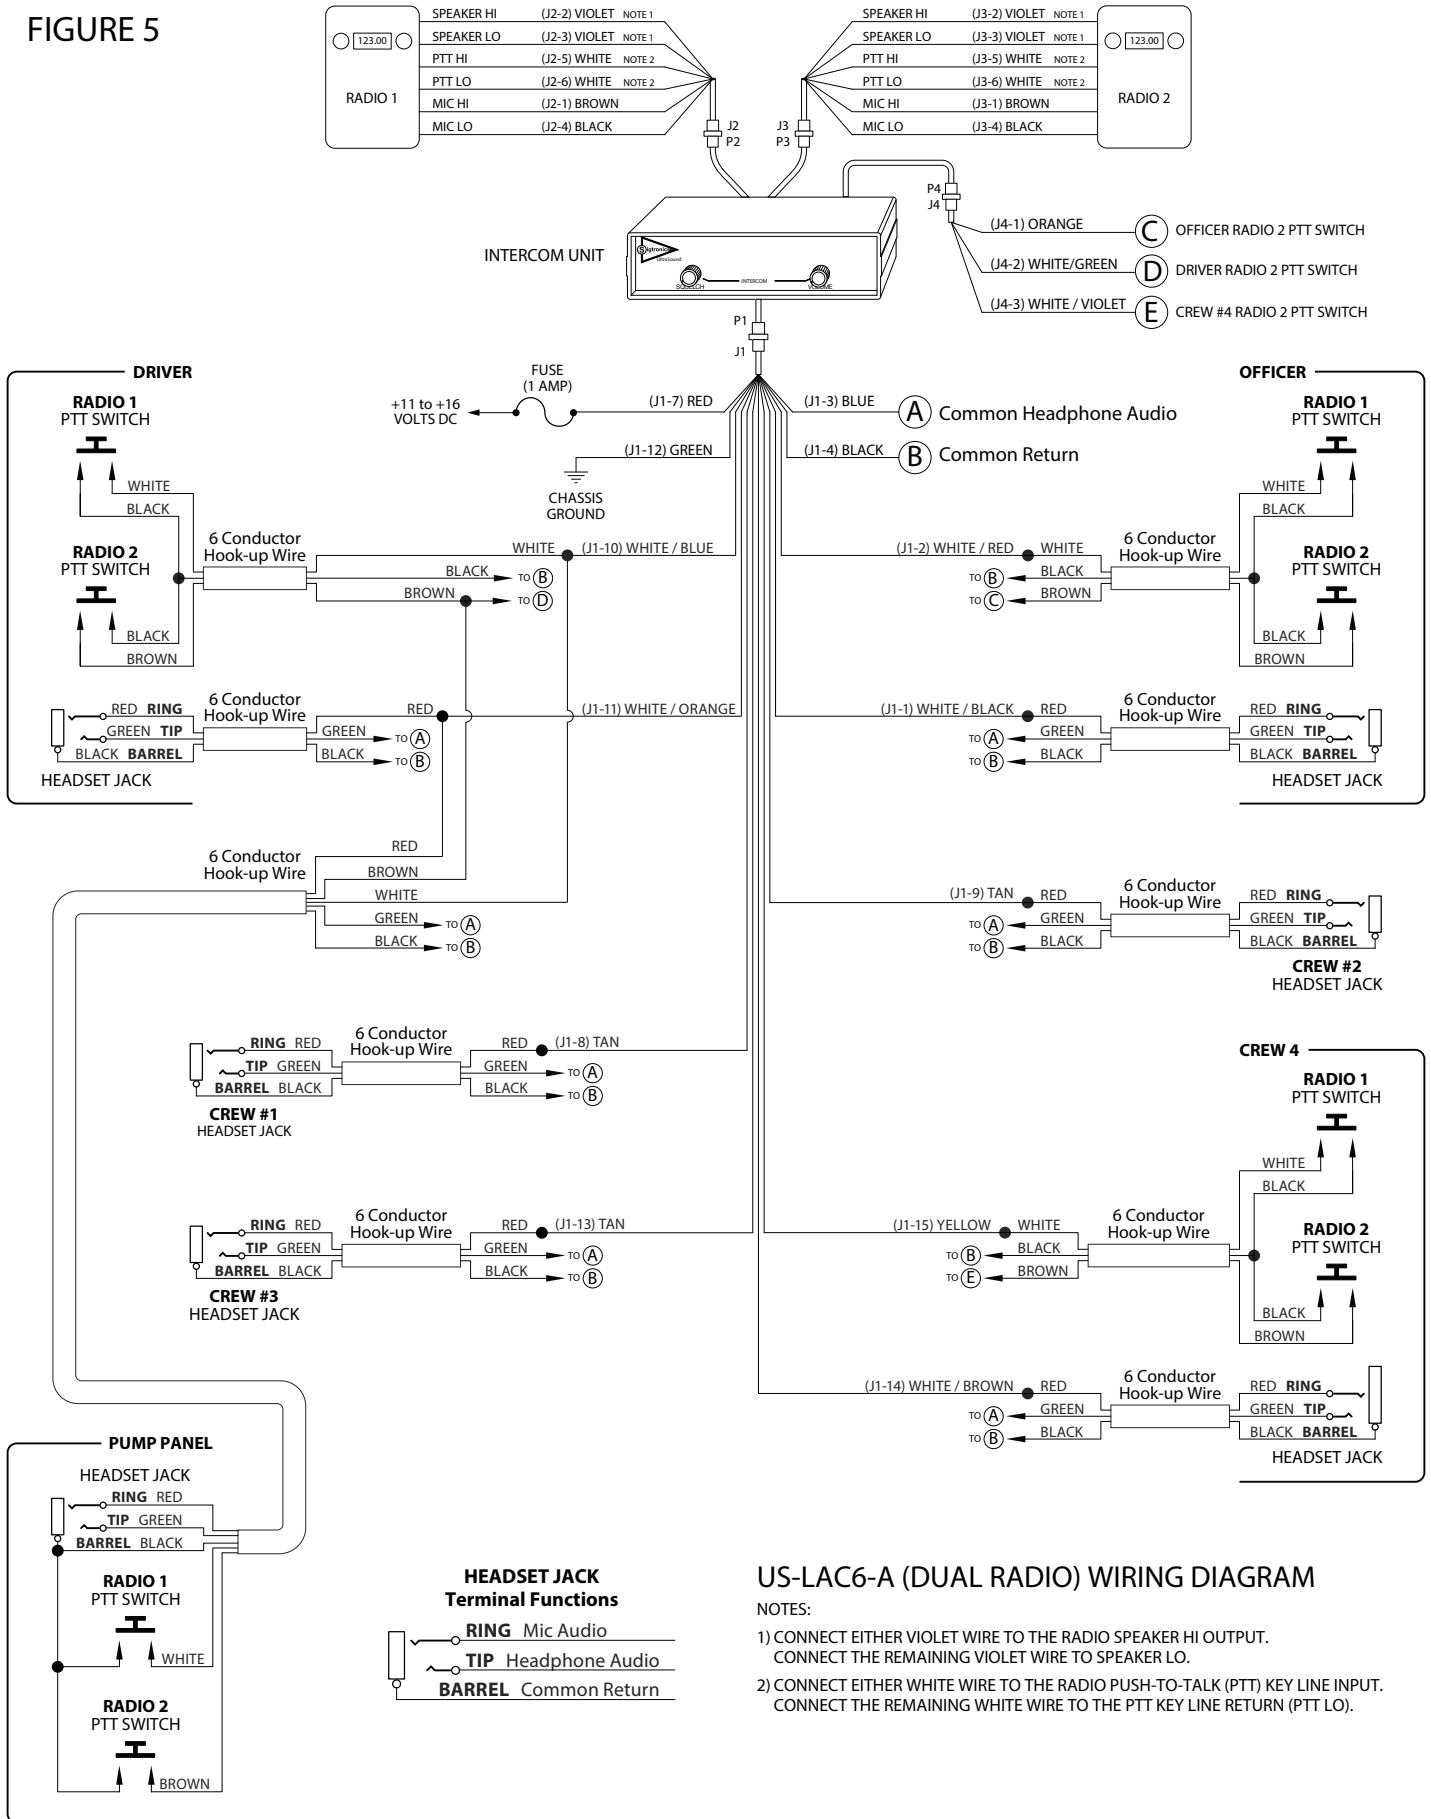 FIGURE 5
SPEAKER HI (J2-2) VIOLET NOTE 1
SPEAKER LO (J2-3) VIOLET NOTE 1
PTT HI (J2-5) WHITE NOTE 2
PTT LO (J2-6) WHITE NOTE 2
MIC HI (J2-1) BROWN
MIC LO (J2-4) BLACK
123.00
RADIO 1
SPEAKER HI (J3-2) VIOLET NOTE 1
SPEAKER LO (J3-3) VIOLET NOTE 1
PTT HI (J3-5) WHITE NOTE 2
PTT LO (J3-6) WHITE NOTE 2
MIC HI (J3-1) BROWN
MIC LO (J3-4) BLACK
123.00
RADIO 2
J2
P2
J3
P3
P4
J4
INTERCOM UNIT
Sigtronics
UltraSound
SQUELCH
INTERCOM
VOLUME
(J4-1) ORANGE C OFFICER RADIO 2 PTT SWITCH
(J4-2) WHITE/GREEN D DRIVER RADIO 2 PTT SWITCH
(J4-3) WHITE / VIOLET E CREW #4 RADIO 2 PTT SWITCH
P1
J1
FUSE
(1 AMP)
+11 to +16
VOLTS DC
(J1-7) RED
(J1-12) GREEN
CHASSIS
GROUND
(J1-3) BLUE A Common Headphone Audio
(J1-4) BLACK B Common Return
DRIVER
RADIO 1
PTT SWITCH
WHITE
BLACK
RADIO 2
PTT SWITCH
BLACK
BROWN
6 Conductor
Hook-up Wire
WHITE (J1-10) WHITE / BLUE
BLACK TO B
BROWN TO D
RED RING
GREEN TIP
BLACK BARREL
HEADSET JACK
6 Conductor
Hook-up Wire
RED (J1-11) WHITE / ORANGE
GREEN TO A
BLACK TO B
OFFICER
RADIO 1
PTT SWITCH
WHITE
BLACK
RADIO 2
PTT SWITCH
BLACK
BROWN
6 Conductor
Hook-up Wire
(J1-2) WHITE / RED WHITE
TO B BLACK
TO C BROWN
(J1-1) WHITE / BLACK RED
TO A GREEN
TO B BLACK
6 Conductor
Hook-up Wire
RED RING
GREEN TIP
BLACK BARREL
HEADSET JACK
6 Conductor
Hook-up Wire
RED
BROWN
WHITE
GREEN TO A
BLACK TO B
(J1-9) TAN RED
TO A GREEN
TO B BLACK
6 Conductor
Hook-up Wire
RED RING
GREEN TIP
BLACK BARREL
CREW #2
HEADSET JACK
RING RED
TIP GREEN
BARREL BLACK
CREW #1
HEADSET JACK
6 Conductor
Hook-up Wire
RED (J1-8) TAN
GREEN TO A
BLACK TO B
RING RED
TIP GREEN
BARREL BLACK
CREW #3
HEADSET JACK
6 Conductor
Hook-up Wire
RED (J1-13) TAN
GREEN TO A
BLACK TO B
CREW 4
RADIO 1
PTT SWITCH
WHITE
BLACK
RADIO 2
PTT SWITCH
BLACK
BROWN
6 Conductor
Hook-up Wire
(J1-15) YELLOW WHITE
TO B BLACK
TO E BROWN
(J1-14) WHITE / BROWN RED
TO A GREEN
TO B BLACK
6 Conductor
Hook-up Wire
RED RING
GREEN TIP
BLACK BARREL
HEADSET JACK
PUMP PANEL
HEADSET JACK
RING RED
TIP GREEN
BARREL BLACK
RADIO 1
PTT SWITCH
WHITE
RADIO 2
PTT SWITCH
BROWN
HEADSET JACK
Terminal Functions
RING Mic Audio
TIP Headphone Audio
BARREL Common Return
US-LAC6-A (DUAL RADIO) WIRING DIAGRAM
NOTES:
1) CONNECT EITHER VIOLET WIRE TO THE RADIO SPEAKER HI OUTPUT.
CONNECT THE REMAINING VIOLET WIRE TO SPEAKER LO.
2) CONNECT EITHER WHITE WIRE TO THE RADIO PUSH-TO-TALK (PTT) KEY LINE INPUT.
CONNECT THE REMAINING WHITE WIRE TO THE PTT KEY LINE RETURN (PTT LO).